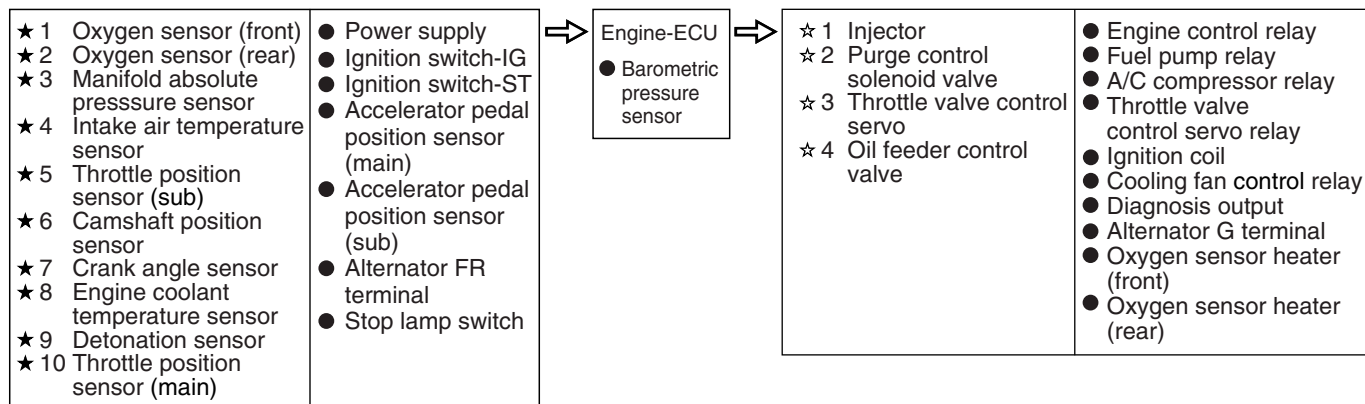 ★ 1 Oxygen sensor (front)
★ 2 Oxygen sensor (rear)
★ 3 Manifold absolute
presssure sensor
★ 4 Intake air temperature
sensor
★ 5 Throttle position
sensor (sub)
★ 6 Camshaft position
sensor
★ 7 Crank angle sensor
★ 8 Engine coolant
temperature sensor
★ 9 Detonation sensor
★ 10 Throttle position
sensor (main)
● Power supply
● Ignition switch-IG
● Ignition switch-ST
● Accelerator pedal
position sensor
(main)
● Accelerator pedal
position sensor
(sub)
● Alternator FR
terminal
● Stop lamp switch
Engine-ECU
● Barometric
pressure
sensor
☆ 1 Injector
☆ 2 Purge control
solenoid valve
☆ 3 Throttle valve control
servo
☆ 4 Oil feeder control
valve
● Engine control relay
● Fuel pump relay
● A/C compressor relay
● Throttle valve
control servo relay
● Ignition coil
● Cooling fan control relay
● Diagnosis output
● Alternator G terminal
● Oxygen sensor heater
(front)
● Oxygen sensor heater
(rear)